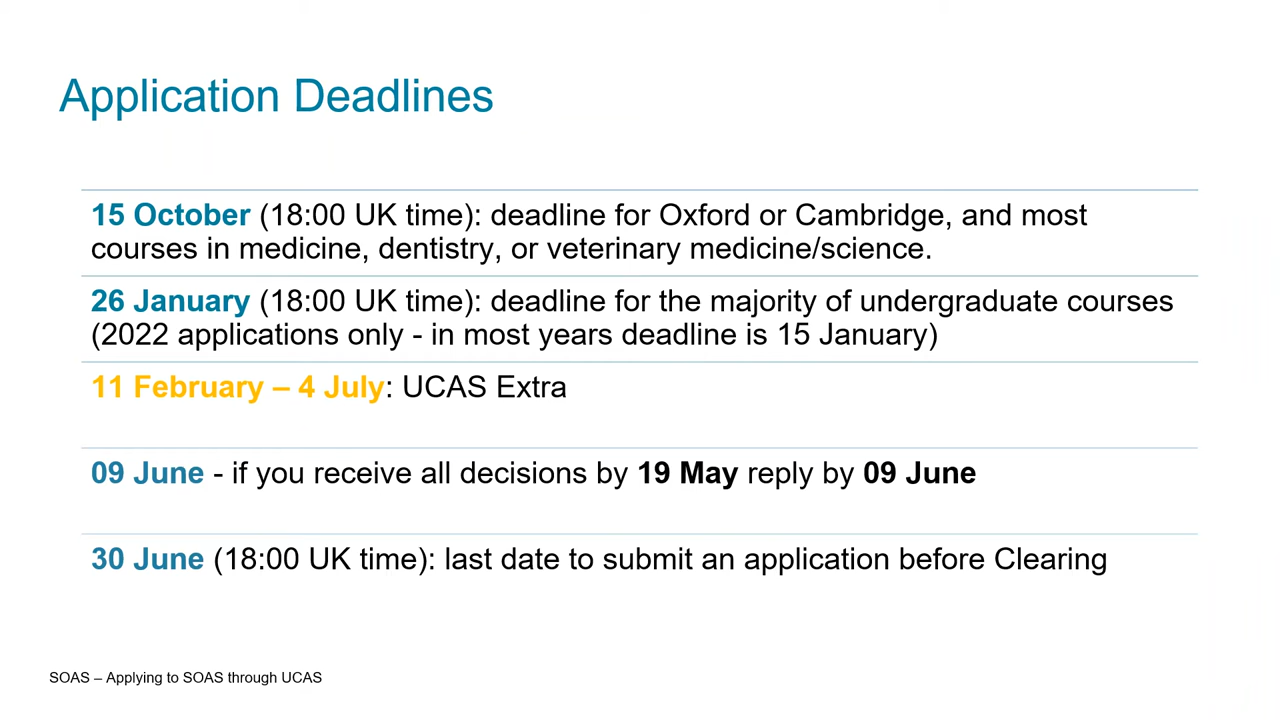 Application Deadlines
15 October (18:00 UK time): deadline for Oxford or Cambridge, and most
courses in medicine, dentistry, or veterinary medicine/science.
26 January (18:00 UK time): deadline for the majority of undergraduate courses
(2022 applications only - in most years deadline is 15 January)
11 February – 4 July: UCAS Extra
09 June - if you receive all decisions by 19 May reply by 09 June
30 June (18:00 UK time): last date to submit an application before Clearing
SOAS – Applying to SOAS through UCAS